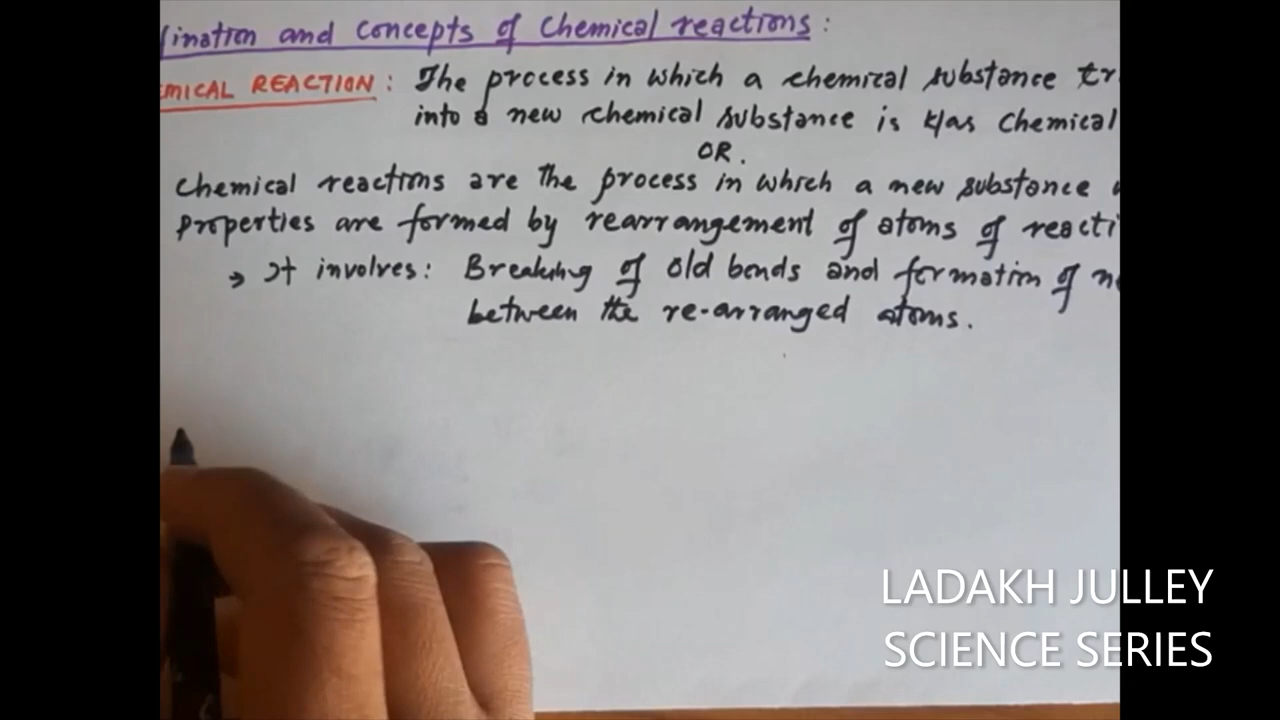 ination and Concepts of Chemical reactions:
EMICAL REACTION: The process in which a chemical substance tr
into a new chemical substance is k/as Chemical
OR.
Chemical reactions are the process in which a new substance
Properties are formed by rearrangement of atoms of reacti
→ It involves: Breaking of old bonds and formation of n
between the re-arranged atoms.
LADAKH JULLEY
SCIENCE SERIES